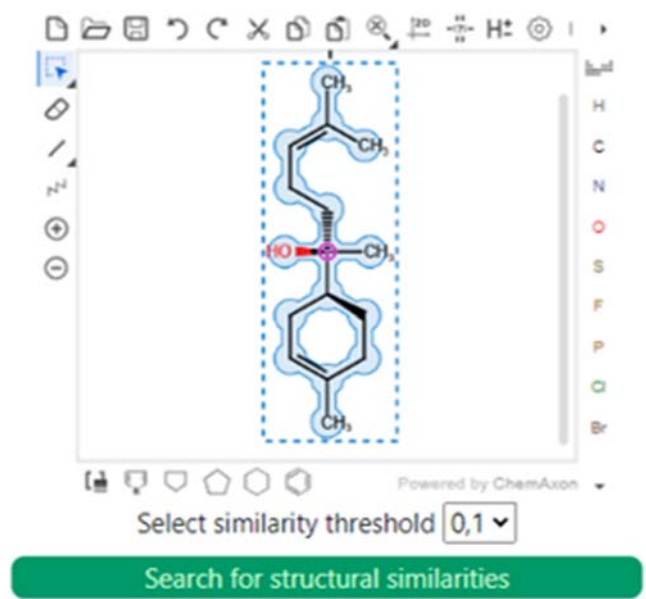 2D H±
CH3
CH3
HO CH3
CH3
H
C
N
O
S
F
P
Cl
Br
Powered by ChemAxon
Select similarity threshold 0,1
Search for structural similarities